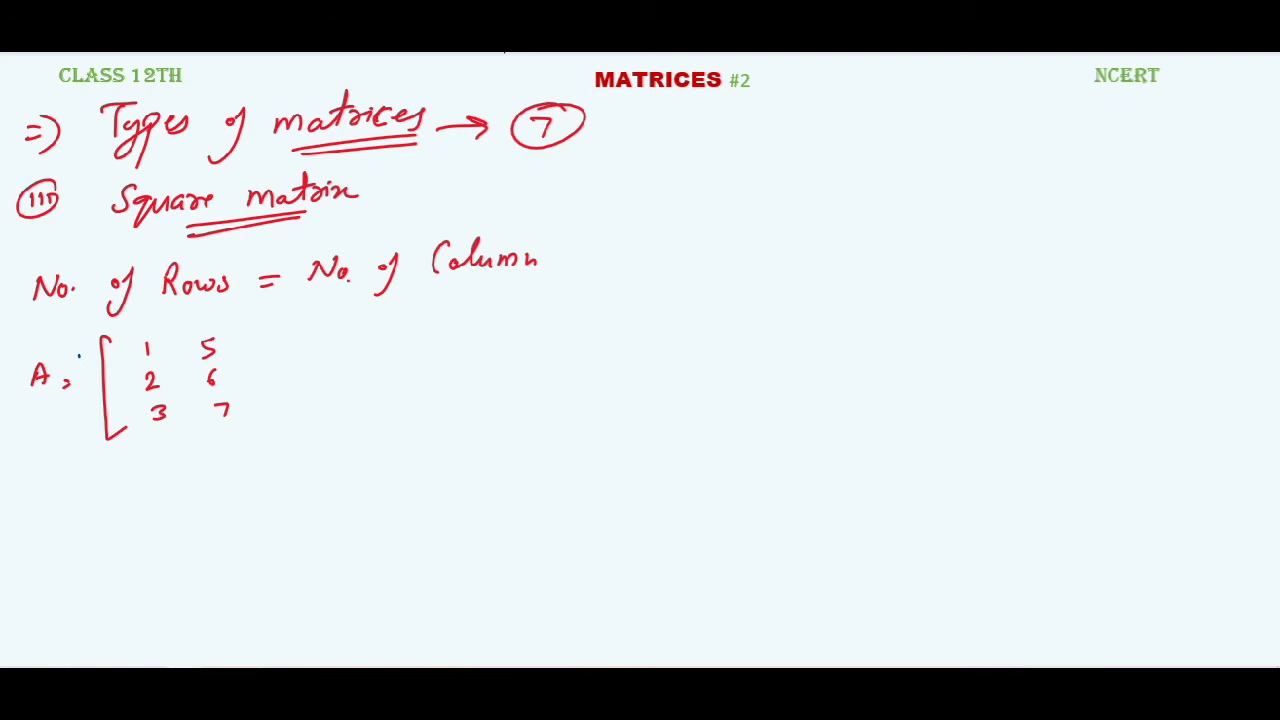 CLASS 12TH MATRICES #2 NCERT
=> Types of matrices → 7
III Square matrix
No. of Rows = No. of Column
A = [ 1 5
2 6
3 7